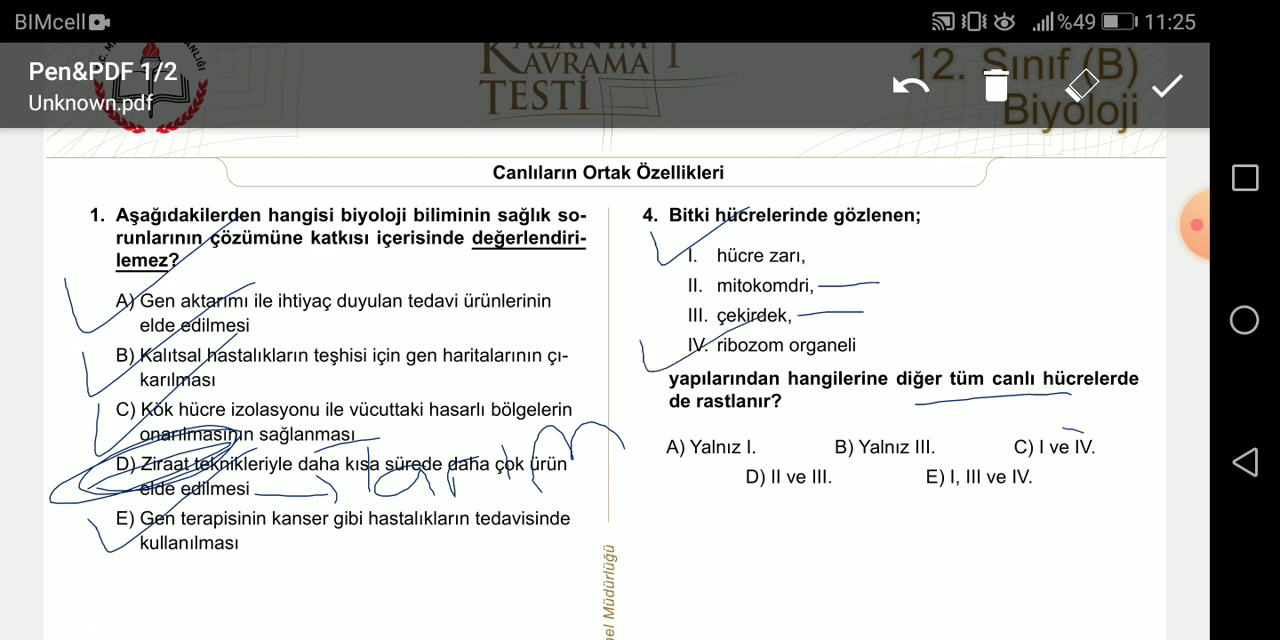 BIMcell
%49 11:25
Pen&PDF 1/2
Unknown.pdf
KAZANIM
KAVRAMA
TESTİ
1
12. Sınıf (B)
Biyoloji
Canlıların Ortak Özellikleri
1. Aşağıdakilerden hangisi biyoloji biliminin sağlık so-
runlarının çözümüne katkısı içerisinde değerlendiri-
lemez?
A) Gen aktarımı ile ihtiyaç duyulan tedavi ürünlerinin
elde edilmesi
B) Kalıtsal hastalıkların teşhisi için gen haritalarının çı-
karılması
C) Kök hücre izolasyonu ile vücuttaki hasarlı bölgelerin
onarılmasının sağlanması
D) Ziraat teknikleriyle daha kısa sürede daha çok ürün
elde edilmesi
Tarım
E) Gen terapisinin kanser gibi hastalıkların tedavisinde
kullanılması
4. Bitki hücrelerinde gözlenen;
I. hücre zarı,
II. mitokomdri,
III. çekirdek,
IV. ribozom organeli
yapılarından hangilerine diğer tüm canlı hücrelerde
de rastlanır?
A) Yalnız I. B) Yalnız III. C) I ve IV.
D) II ve III. E) I, III ve IV.
nel Müdürlüğü